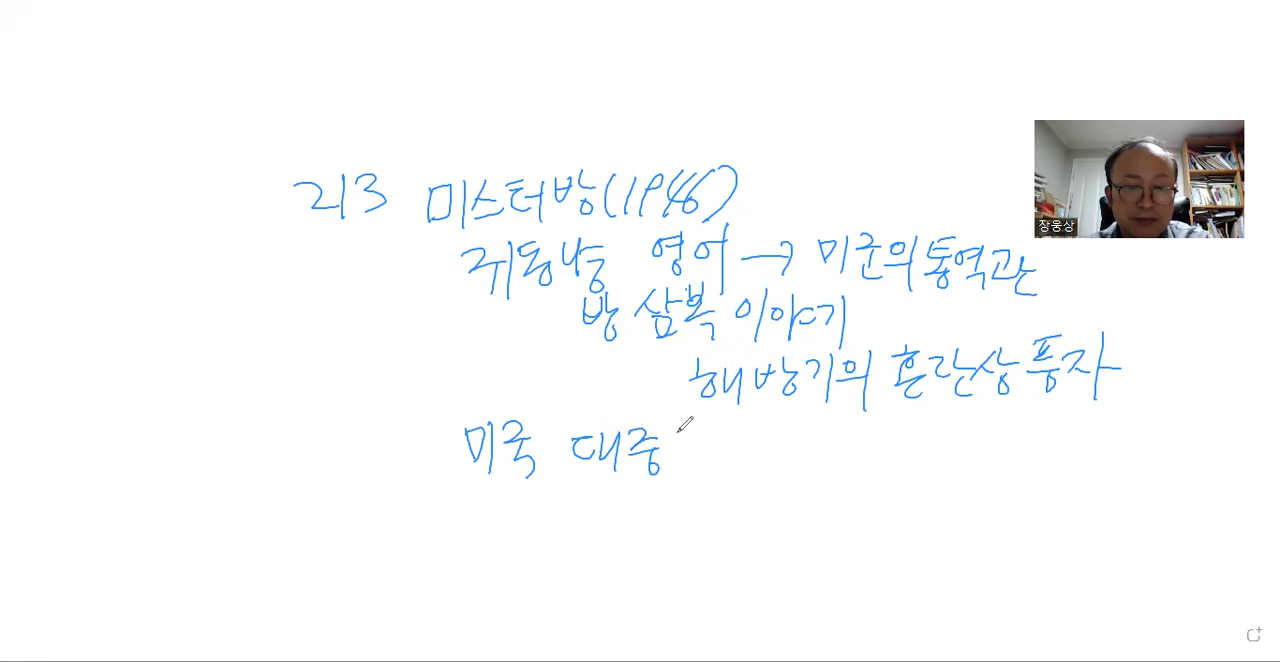 213 미스터방(1946)
귀동냥 영어 → 미군의 통역관
방삼복 이야기
해방기의 혼란상 풍자
미국 대중
장웅상